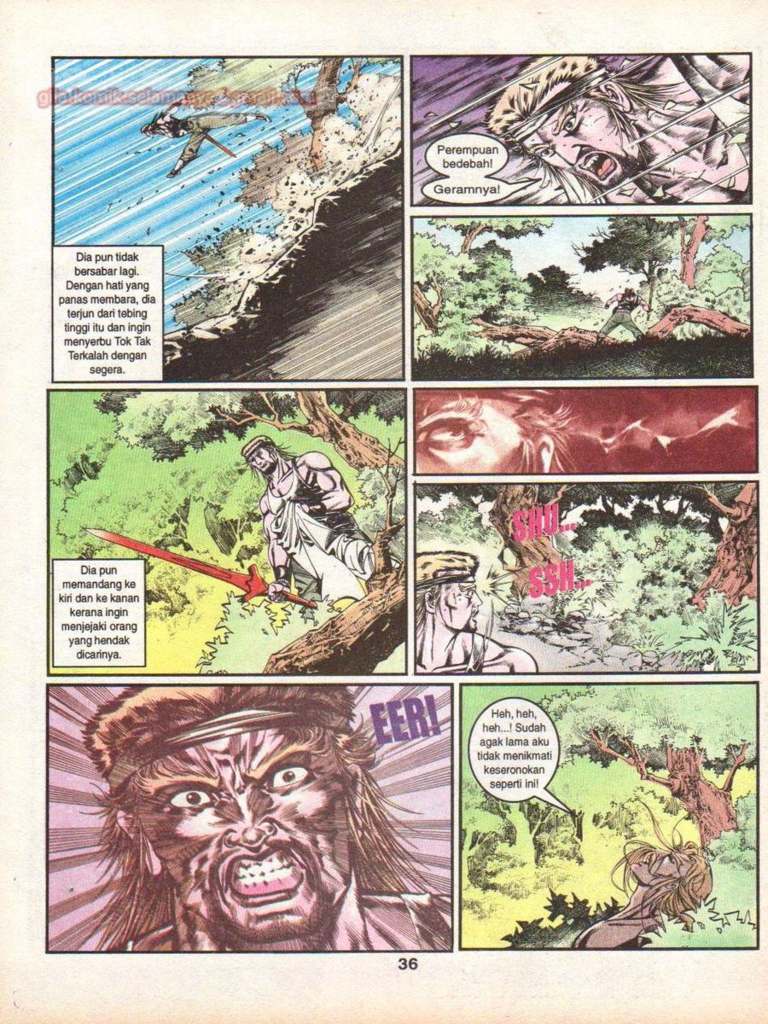 Dia pun tidak
bersabar lagi.
Dengan hati yang
panas membara, dia
terjun dari tebing
tinggi itu dan ingin
menyerbu Tok Tak
Terkalah dengan
segera.
Perempuan
bedebah!
Geramnya!
Dia pun
memandang ke
kiri dan ke kanan
kerana ingin
menjejaki orang
yang hendak
dicarinya.
SHU...
SSH...
EER!
Heh, heh,
heh...! Sudah
agak lama aku
tidak menikmati
keseronokan
seperti ini!
36